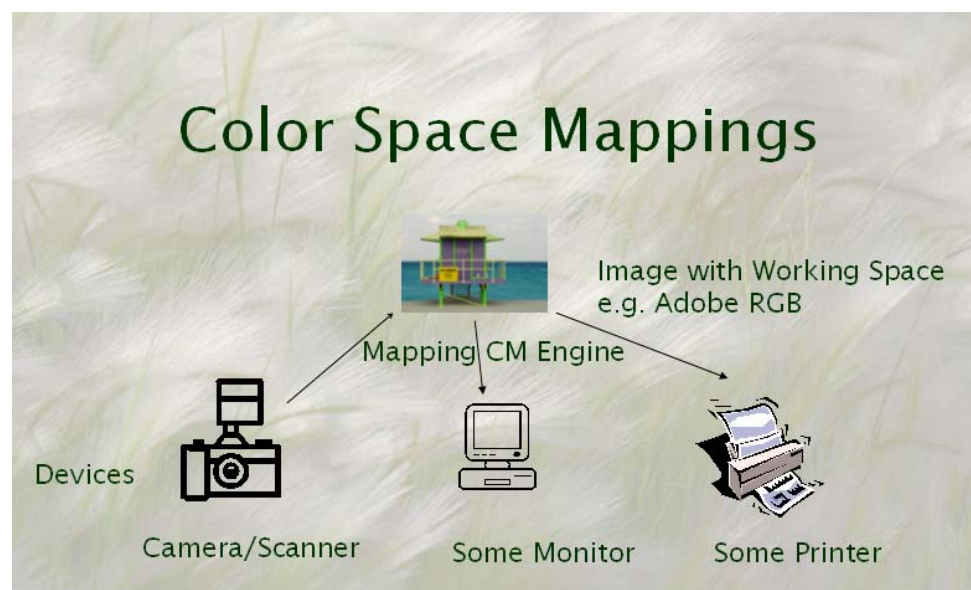 Color Space Mappings
Image with Working Space
e.g. Adobe RGB
Mapping CM Engine
Devices
Camera/Scanner
Some Monitor
Some Printer